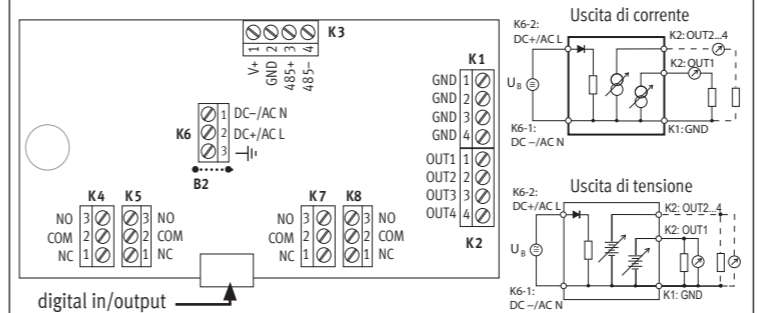 K3
1 2 3 4
V+ GND 485+ 485−
K1
GND 1
GND 2
GND 3
GND 4
OUT1 1
OUT2 2
OUT3 3
OUT4 4
K2
K6
1 DC−/AC N
2 DC+/AC L
3
B2
K4 K5
NO 3 3 NO
COM 2 2 COM
NC 1 1 NC
K7 K8
NO 3 3 NO
COM 2 2 COM
NC 1 1 NC
digital in/output
Uscita di corrente
K6-2:
DC+/AC L
K2: OUT2...4
K2: OUT1
UB
K6-1:
DC −/AC N
K1: GND
Uscita di tensione
K6-2:
DC+/AC L
K2: OUT2...4
K2: OUT1
UB
K6-1:
DC −/AC N
K1: GND